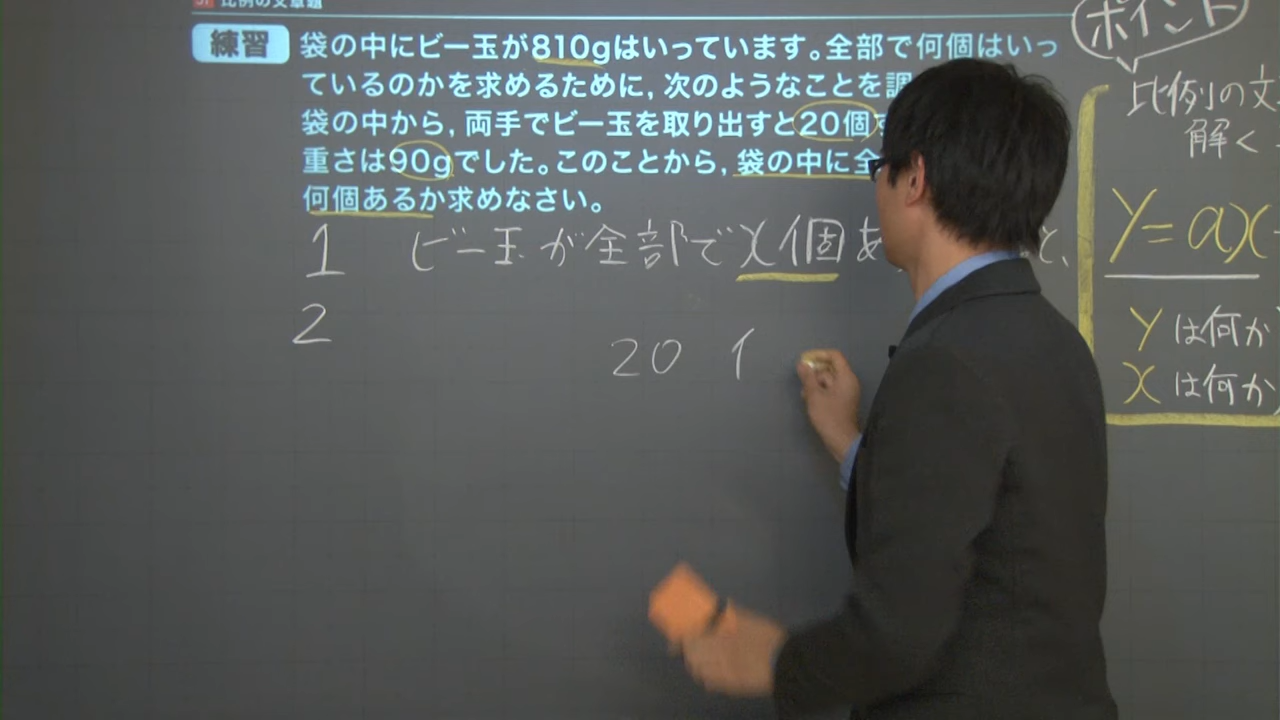 比例の文章題
練習
袋の中にビー玉が810gはいっています。全部で何個はいっ
ているのかを求めるために，次のようなことを調
袋の中から，両手でビー玉を取り出すと20個
重さは90gでした。このことから，袋の中に全
何個あるか求めなさい。
1 ビー玉が全部でx個あ と、
2
20
ポイント
比例の文
解く
y=ax
yは何か
xは何か